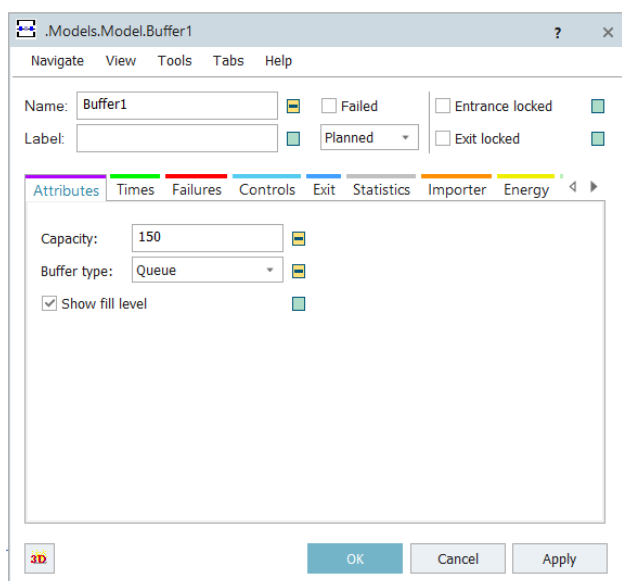 .Models.Model.Buffer1 ? ×
Navigate View Tools Tabs Help
Name: Buffer1 Failed Entrance locked
Label: Planned Exit locked
Attributes Times Failures Controls Exit Statistics Importer Energy
Capacity: 150
Buffer type: Queue
Show fill level
3D OK Cancel Apply